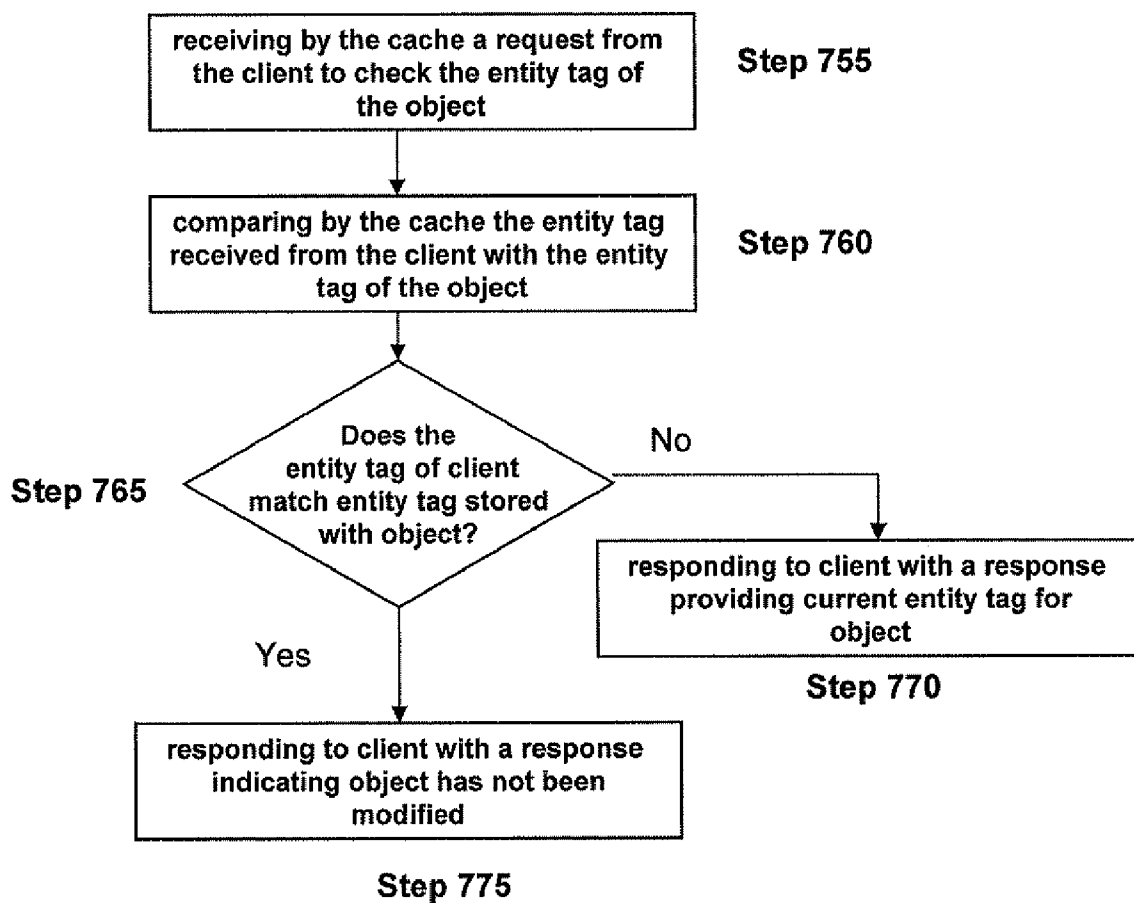 receiving by the cache a request from
the client to check the entity tag of
the object
Step 755
comparing by the cache the entity tag
received from the client with the entity
tag of the object
Step 760
Does the
entity tag of client
match entity tag stored
with object?
Step 765
No
responding to client with a response
providing current entity tag for
object
Step 770
Yes
responding to client with a response
indicating object has not been
modified
Step 775